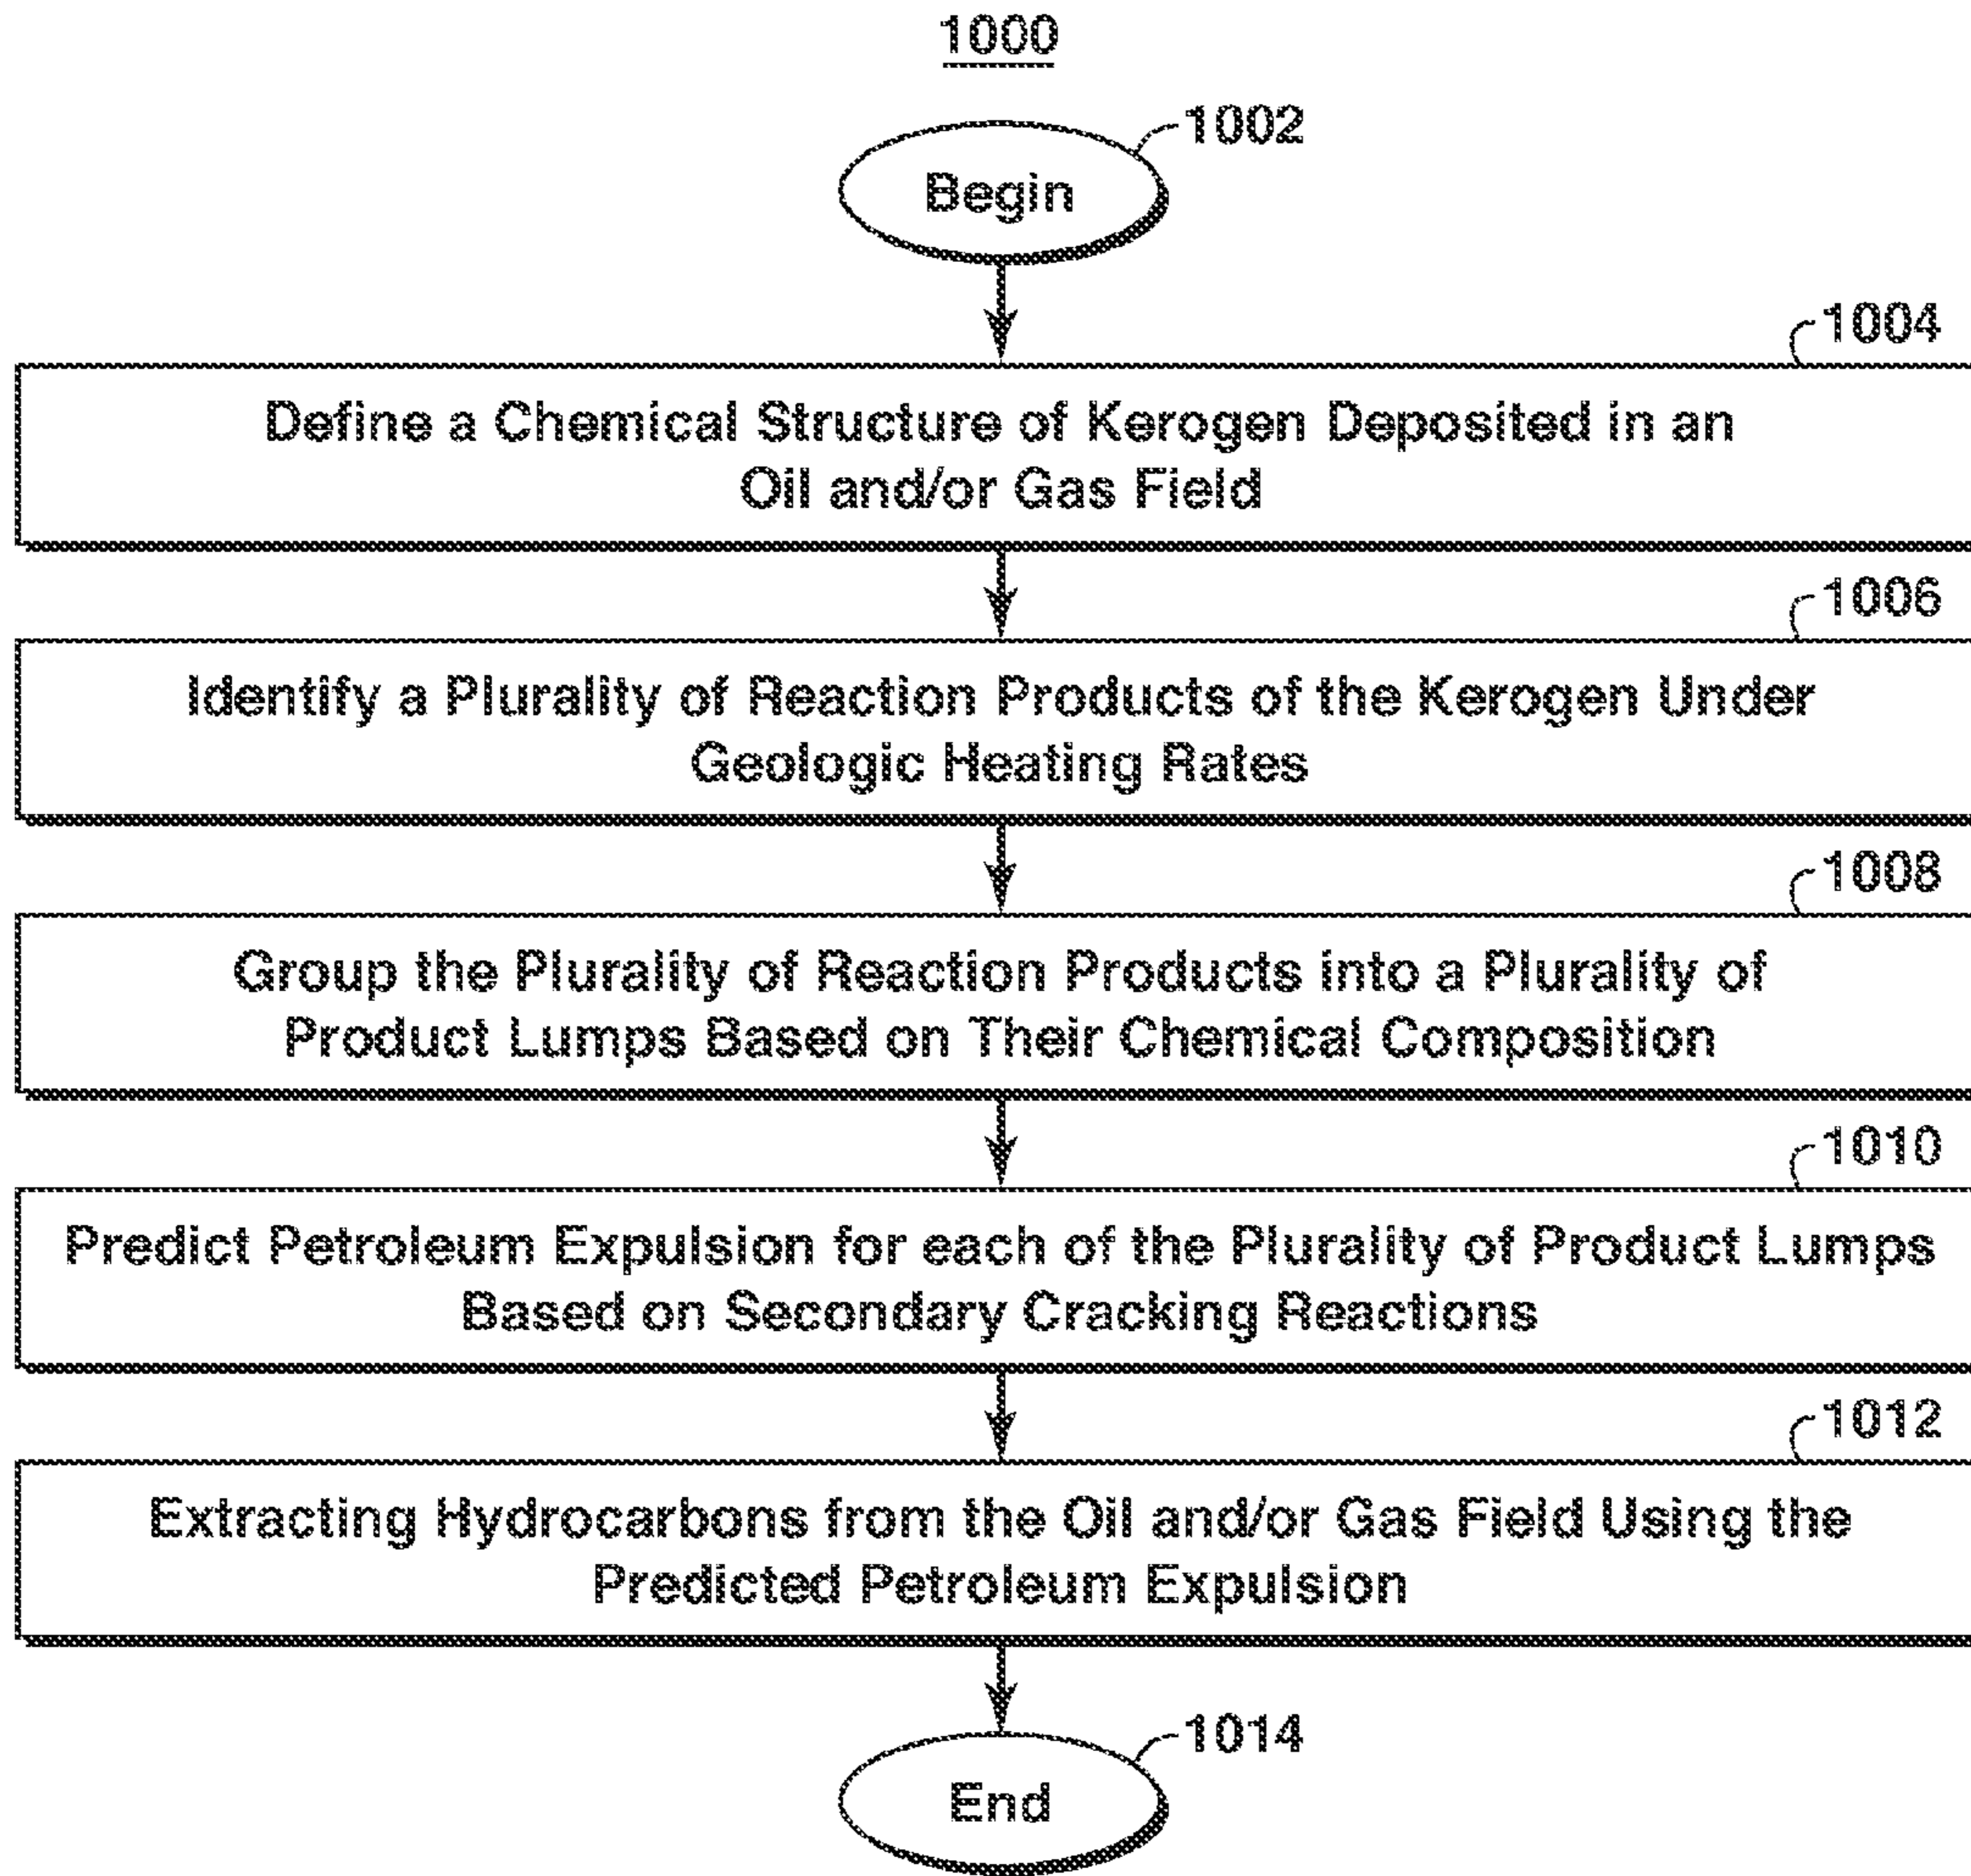 1000
1002
Begin
1004
Define a Chemical Structure of Kerogen Deposited in an
Oil and/or Gas Field
1006
Identify a Plurality of Reaction Products of the Kerogen Under
Geologic Heating Rates
1008
Group the Plurality of Reaction Products into a Plurality of
Product Lumps Based on Their Chemical Composition
1010
Predict Petroleum Expulsion for each of the Plurality of Product Lumps
Based on Secondary Cracking Reactions
1012
Extracting Hydrocarbons from the Oil and/or Gas Field Using the
Predicted Petroleum Expulsion
1014
End